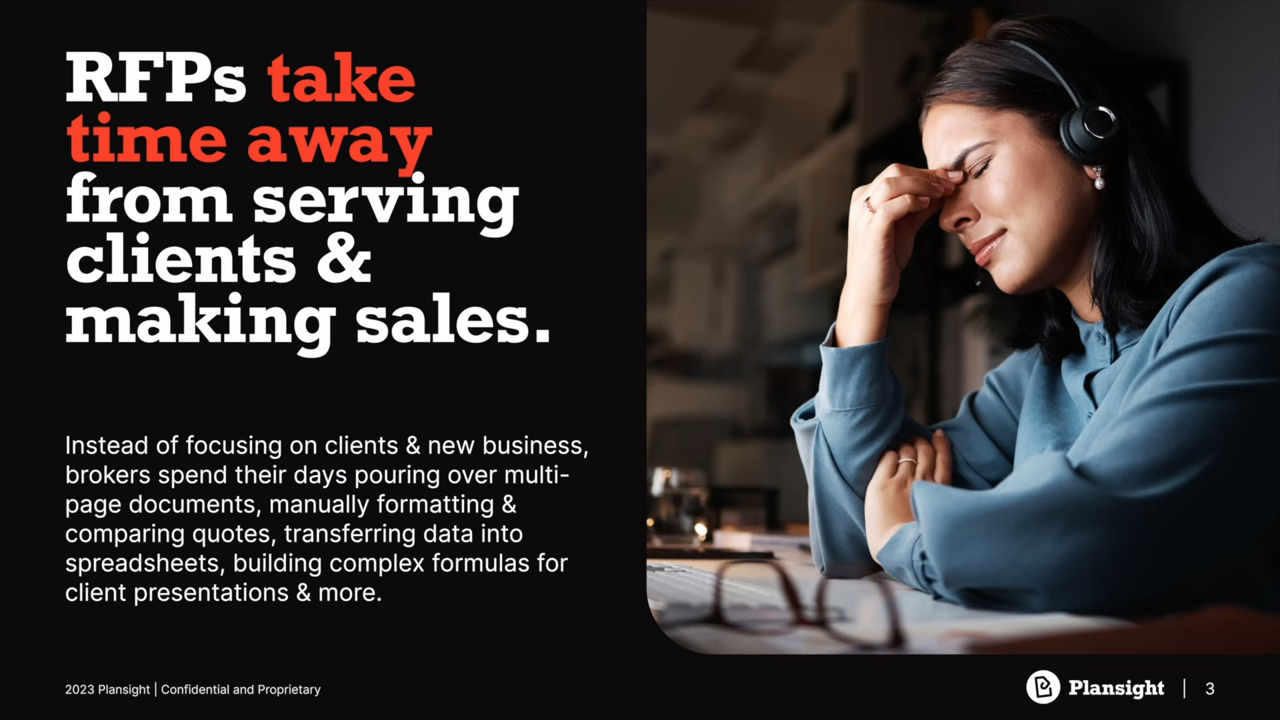 RFPs take
time away
from serving
clients &
making sales.
Instead of focusing on clients & new business,
brokers spend their days pouring over multi-
page documents, manually formatting &
comparing quotes, transferring data into
spreadsheets, building complex formulas for
client presentations & more.
2023 Plansight | Confidential and Proprietary
Plansight | 3